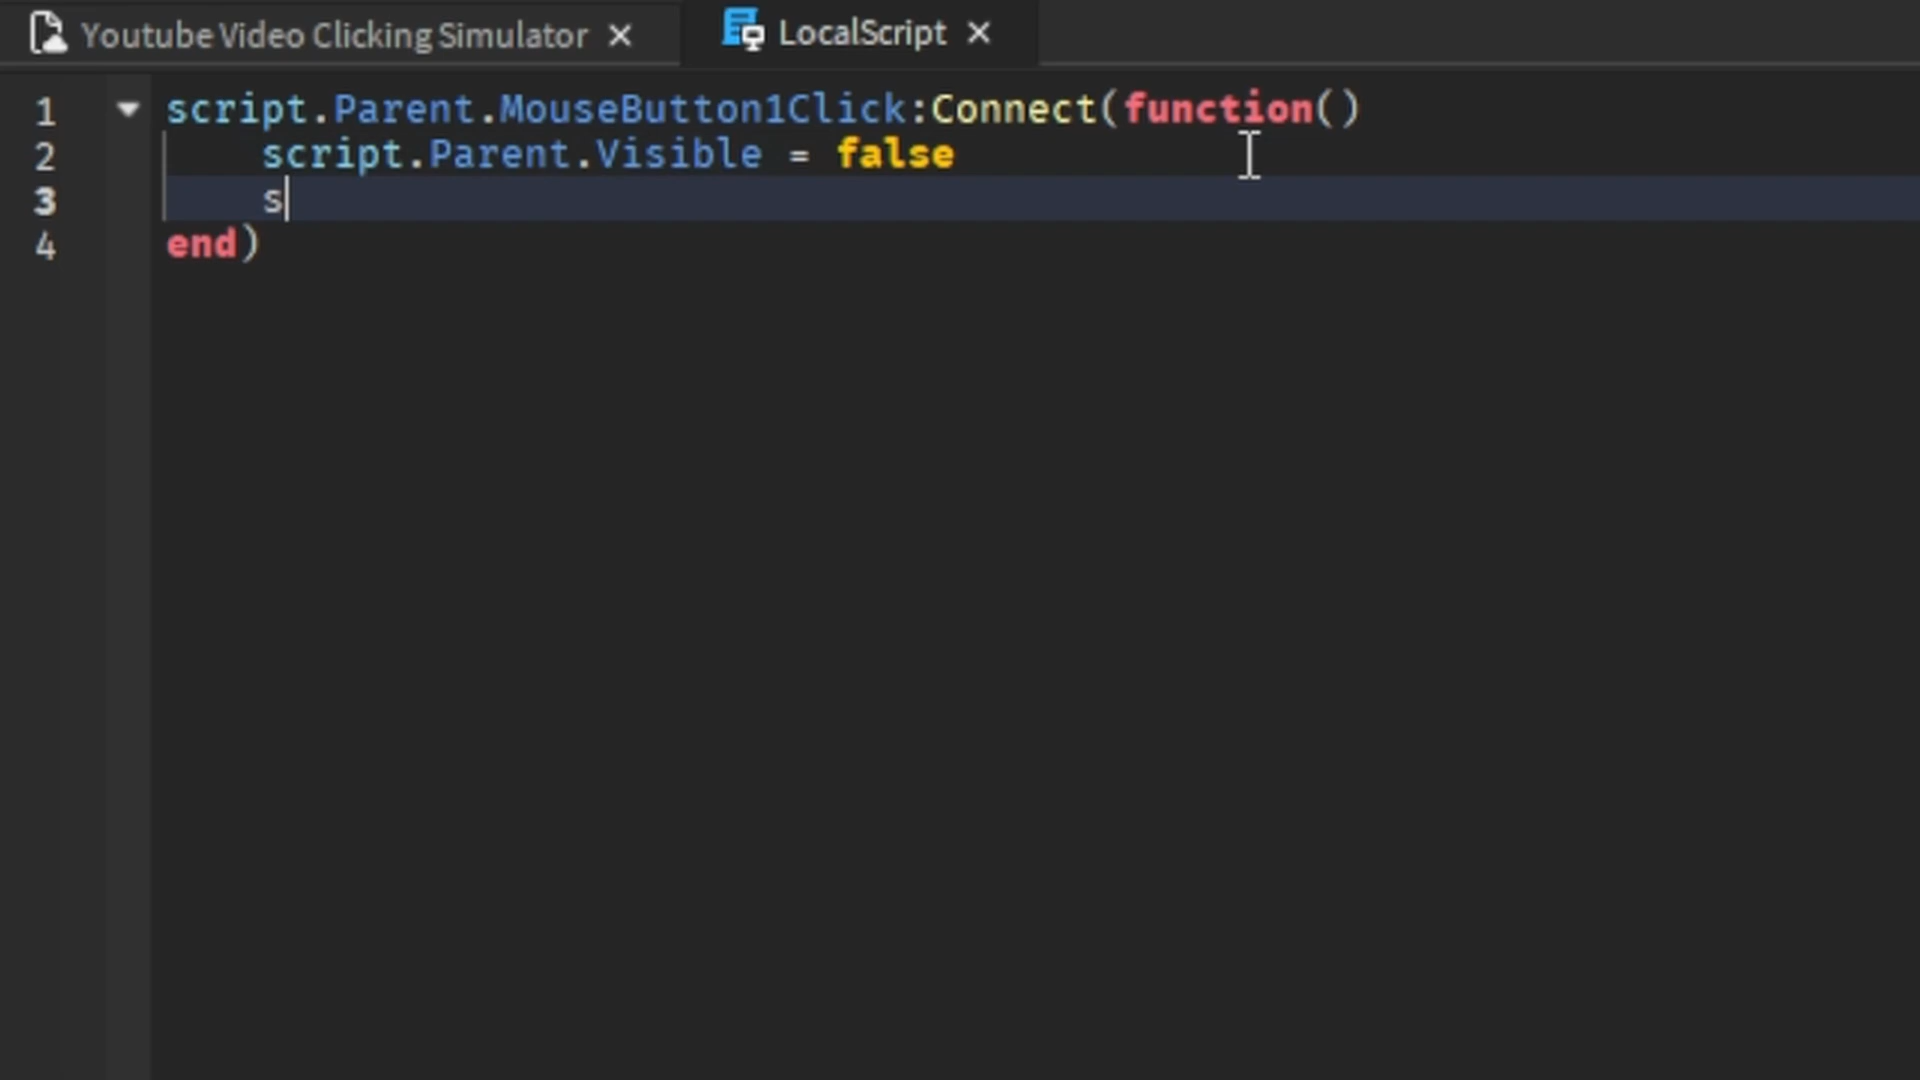 Youtube Video Clicking Simulator LocalScript
1 script.Parent.MouseButton1Click:Connect(function()
2 script.Parent.Visible = false
3 s
4 end)